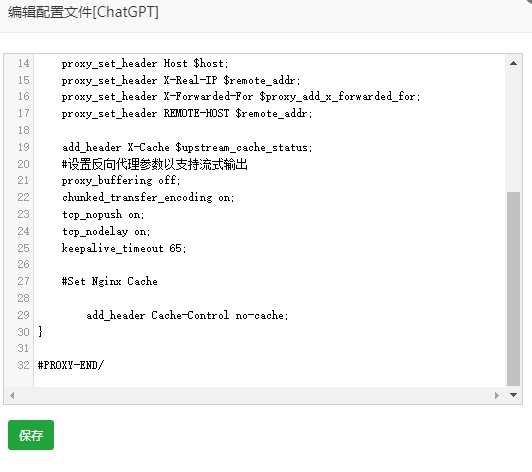 编辑配置文件[ChatGPT]
14 proxy_set_header Host $host;
15 proxy_set_header X-Real-IP $remote_addr;
16 proxy_set_header X-Forwarded-For $proxy_add_x_forwarded_for;
17 proxy_set_header REMOTE-HOST $remote_addr;
18
19 add_header X-Cache $upstream_cache_status;
20 #设置反向代理参数以支持流式输出
21 proxy_buffering off;
22 chunked_transfer_encoding on;
23 tcp_nopush on;
24 tcp_nodelay on;
25 keepalive_timeout 65;
26
27 #Set Nginx Cache
28
29 add_header Cache-Control no-cache;
30 }
31
32 #PROXY-END/
保存